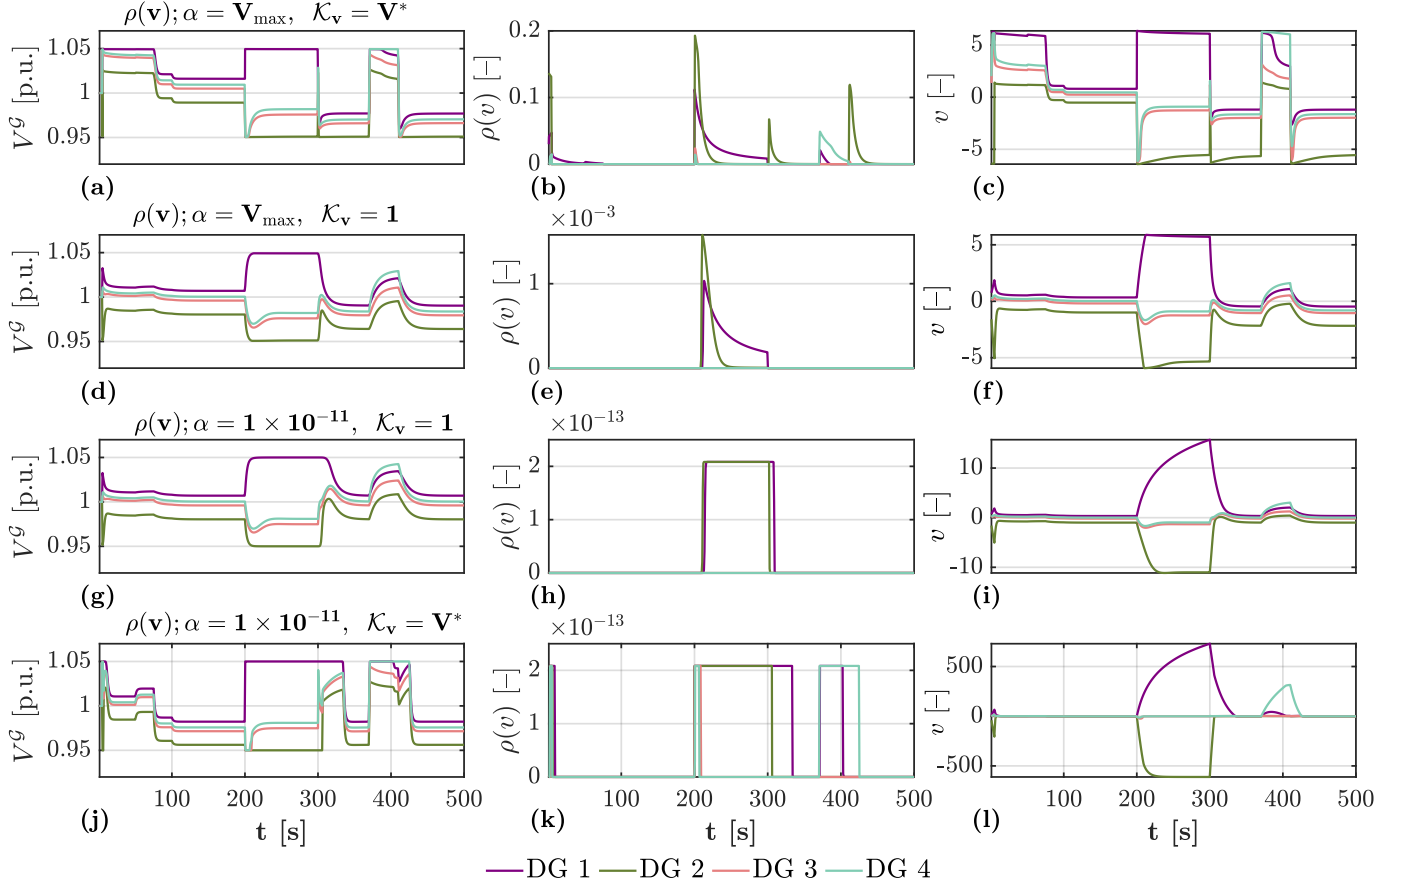 ρ(v); α = V_max, 𝒦_v = V*
V^𝒢 [p.u.]
1.05
1
0.95
(a)
ρ(v) [−]
0.2
0.1
0
(b)
v [−]
5
0
-5
(c)
ρ(v); α = V_max, 𝒦_v = 1
V^𝒢 [p.u.]
1.05
1
0.95
(d)
×10^-3
ρ(v) [−]
1
0
(e)
v [−]
5
0
-5
(f)
ρ(v); α = 1 × 10^−11, 𝒦_v = 1
V^𝒢 [p.u.]
1.05
1
0.95
(g)
×10^-13
ρ(v) [−]
2
1
0
(h)
v [−]
10
0
-10
(i)
ρ(v); α = 1 × 10^−11, 𝒦_v = V*
V^𝒢 [p.u.]
1.05
1
0.95
100 200 300 400 500
t [s]
(j)
×10^-13
ρ(v) [−]
2
1
0
100 200 300 400 500
t [s]
(k)
v [−]
500
0
-500
100 200 300 400 500
t [s]
(l)
DG 1 DG 2 DG 3 DG 4